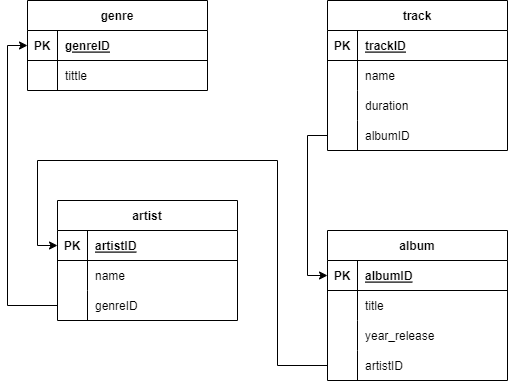 genre
PK genreID
tittle
track
PK trackID
name
duration
albumID
artist
PK artistID
name
genreID
album
PK albumID
title
year_release
artistID